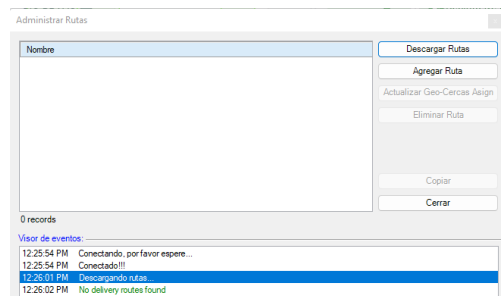 Administrar Rutas
Nombre
Descargar Rutas
Agregar Ruta
Actualizar Geo-Cercas Asign
Eliminar Ruta
Copiar
Cerrar
0 records
Visor de eventos:
12:25:54 PM Conectando, por favor espere...
12:25:54 PM Conectado!!!
12:26:01 PM Descargando rutas...
12:26:02 PM No delivery routes found